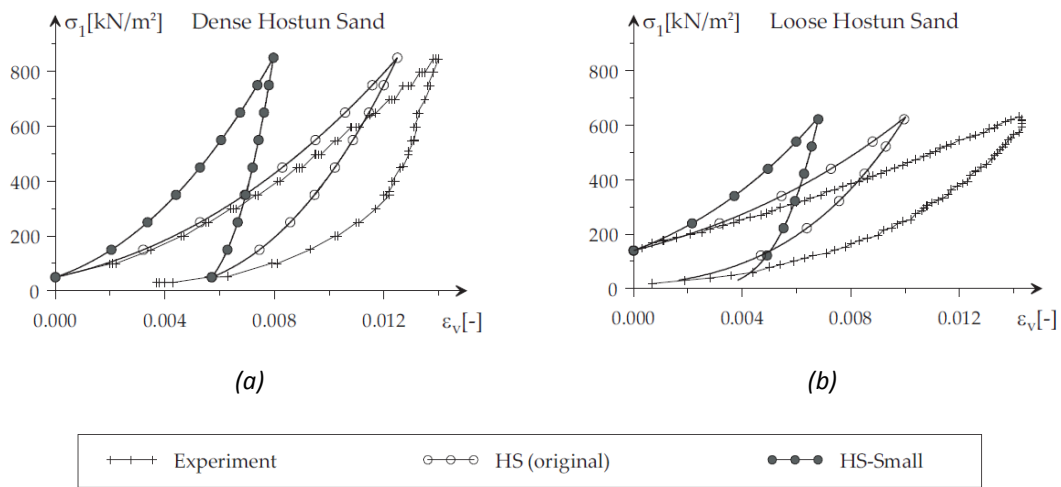 σ₁[kN/m²] Dense Hostun Sand
800
600
400
200
0
0.000 0.004 0.008 0.012 εᵥ[-]
(a)
σ₁[kN/m²] Loose Hostun Sand
800
600
400
200
0
0.000 0.004 0.008 0.012 εᵥ[-]
(b)
Experiment HS (original) HS-Small